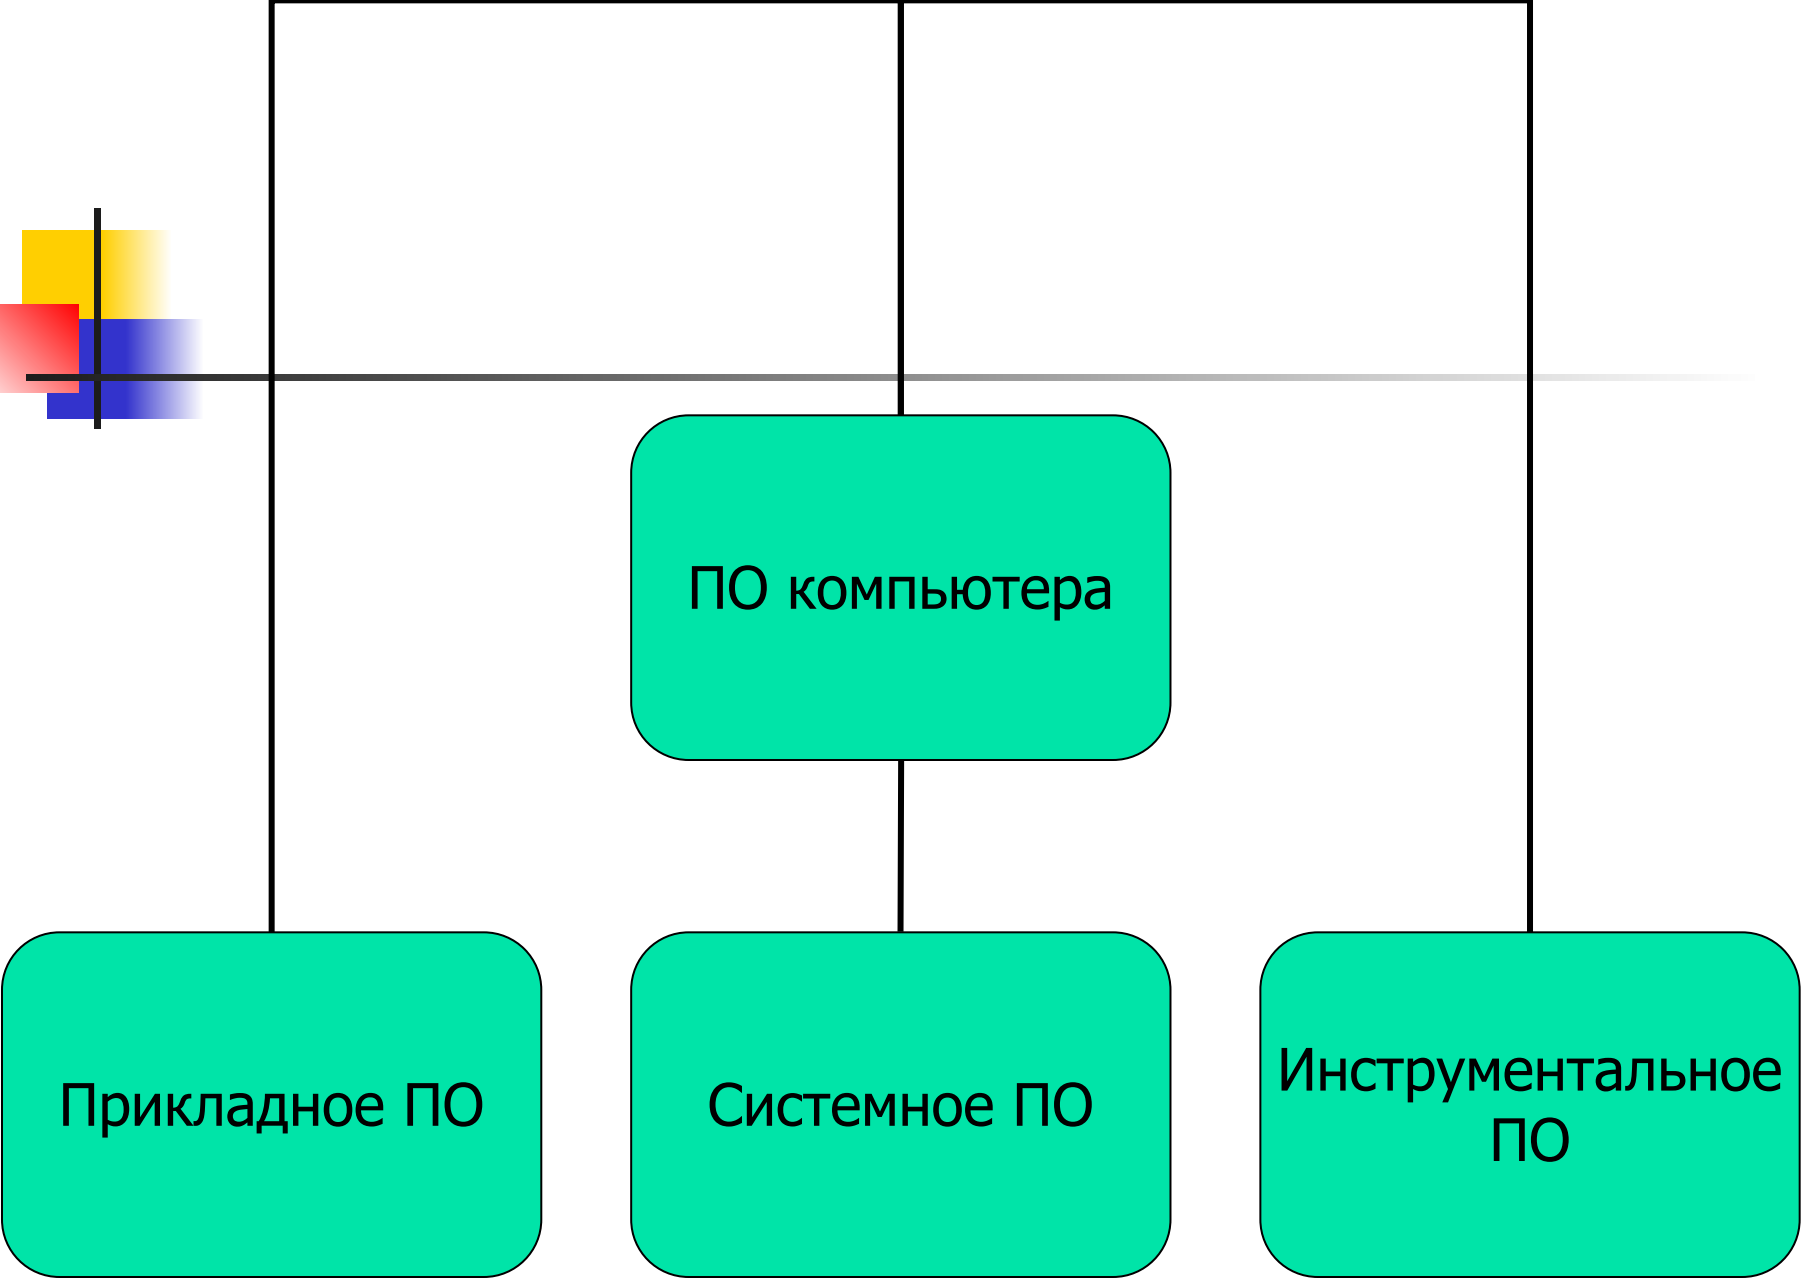 ПО компьютера
Прикладное ПО
Системное ПО
Инструментальное
ПО